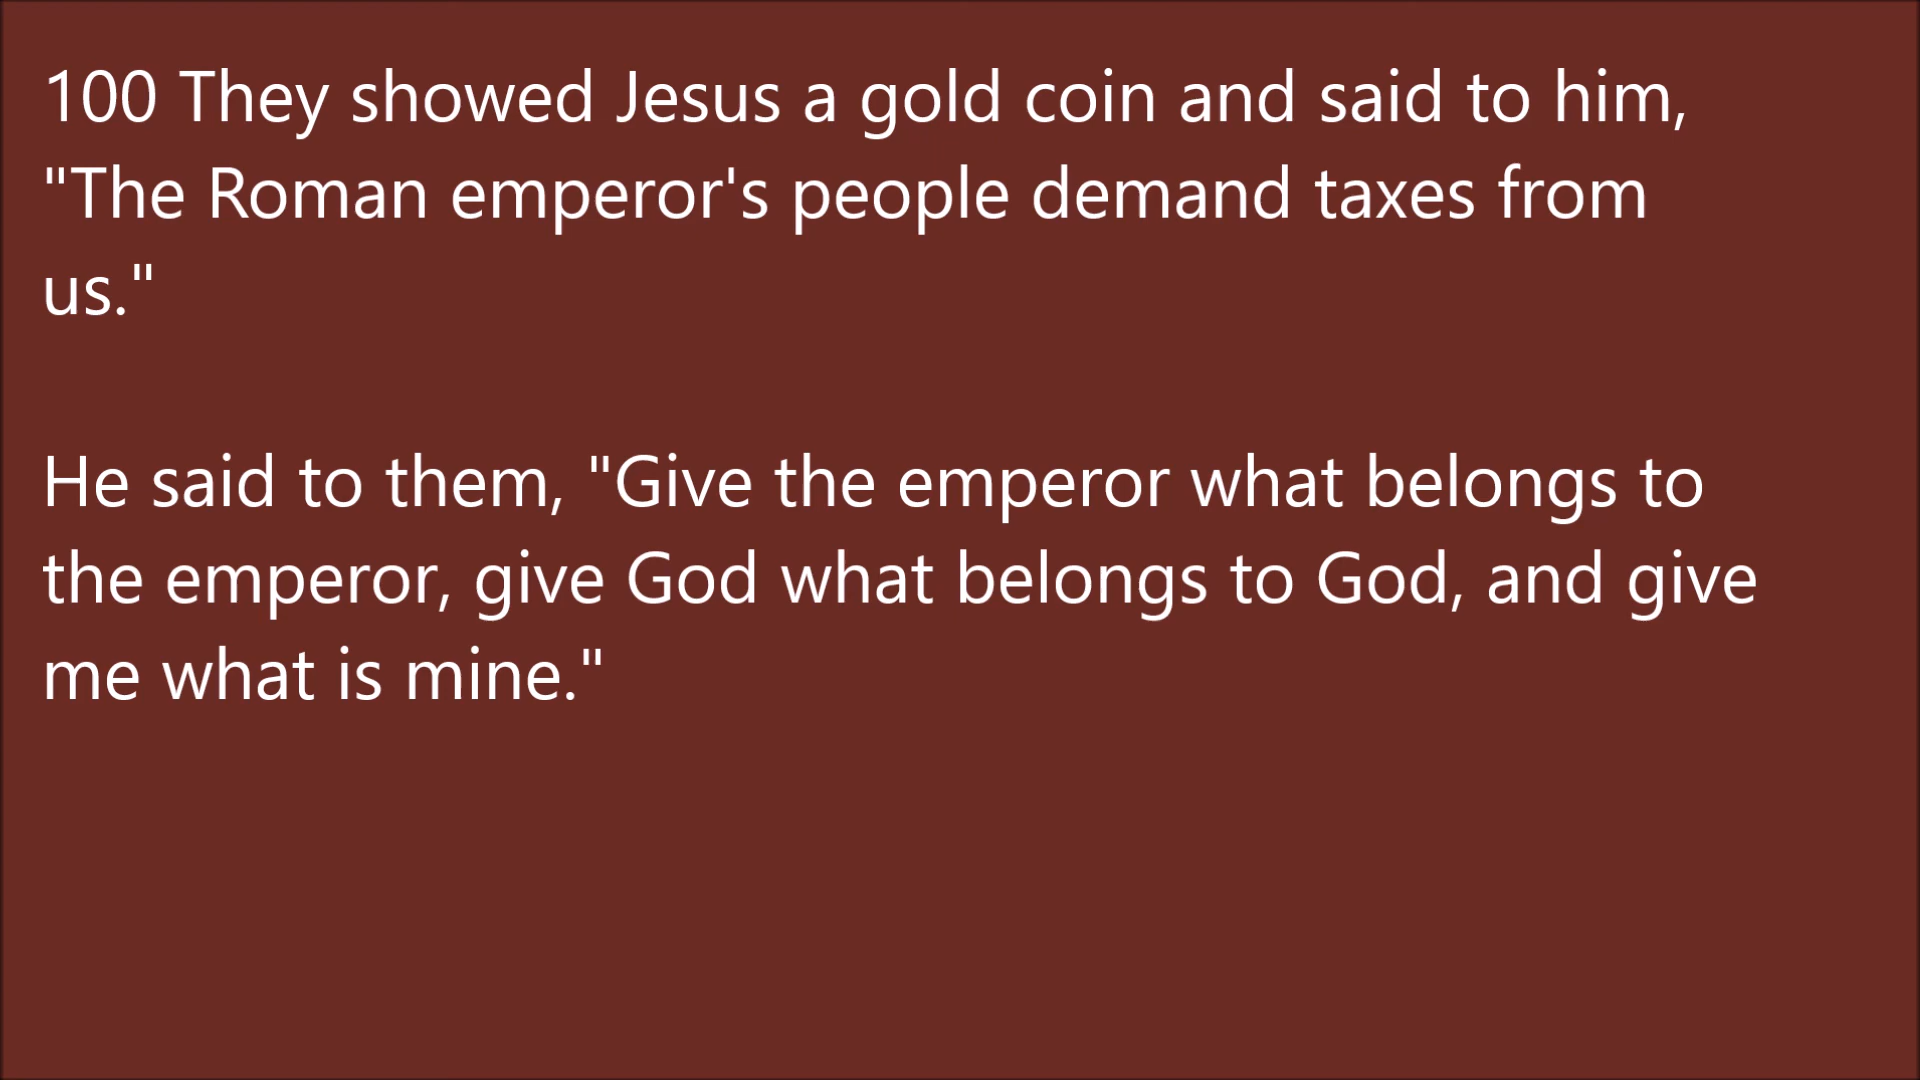 100 They showed Jesus a gold coin and said to him,
"The Roman emperor's people demand taxes from
us."
He said to them, "Give the emperor what belongs to
the emperor, give God what belongs to God, and give
me what is mine."